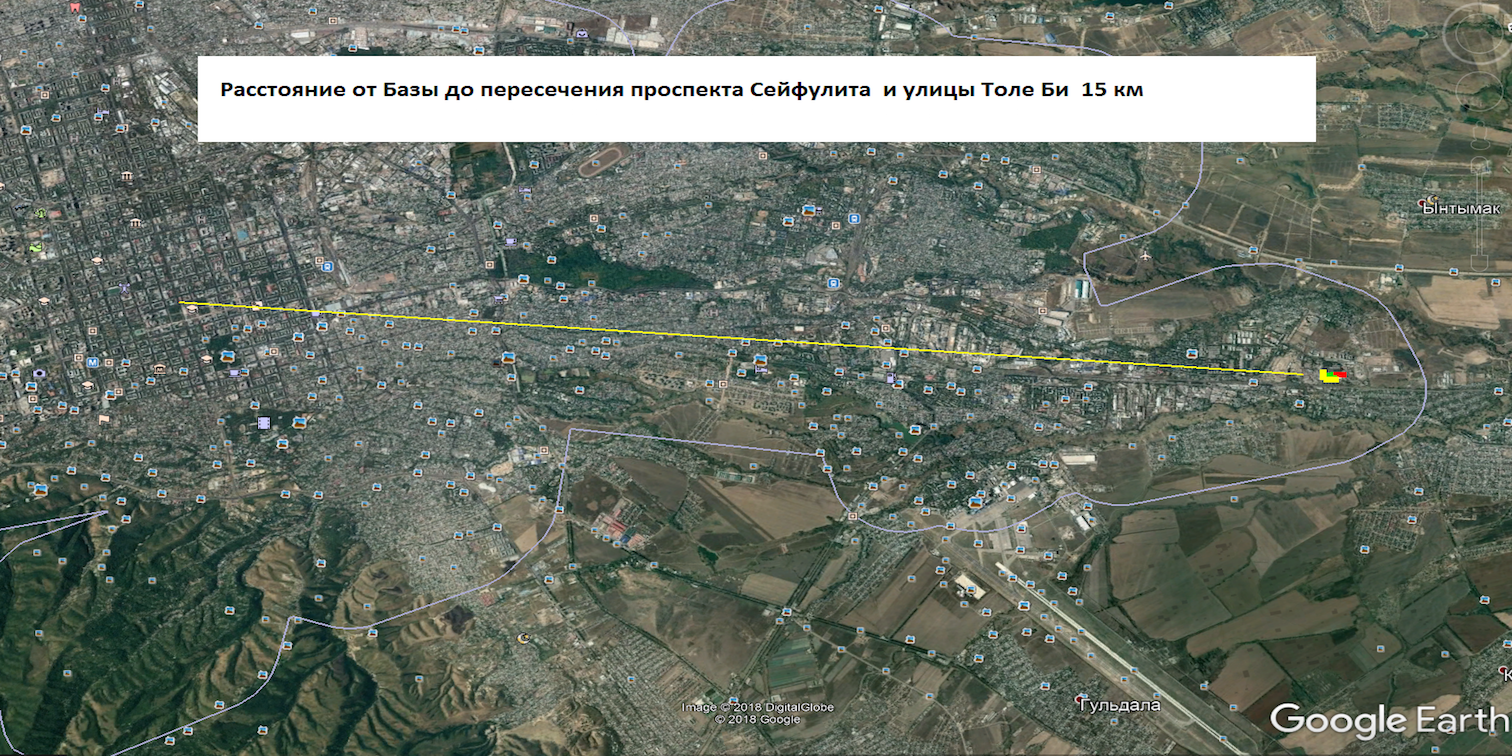 Расстояние от Базы до пересечения проспекта Сейфулита и улицы Толе Би 15 км
Ынтымак
Гульдала
Image © 2018 DigitalGlobe
© 2018 Google
Google Earth